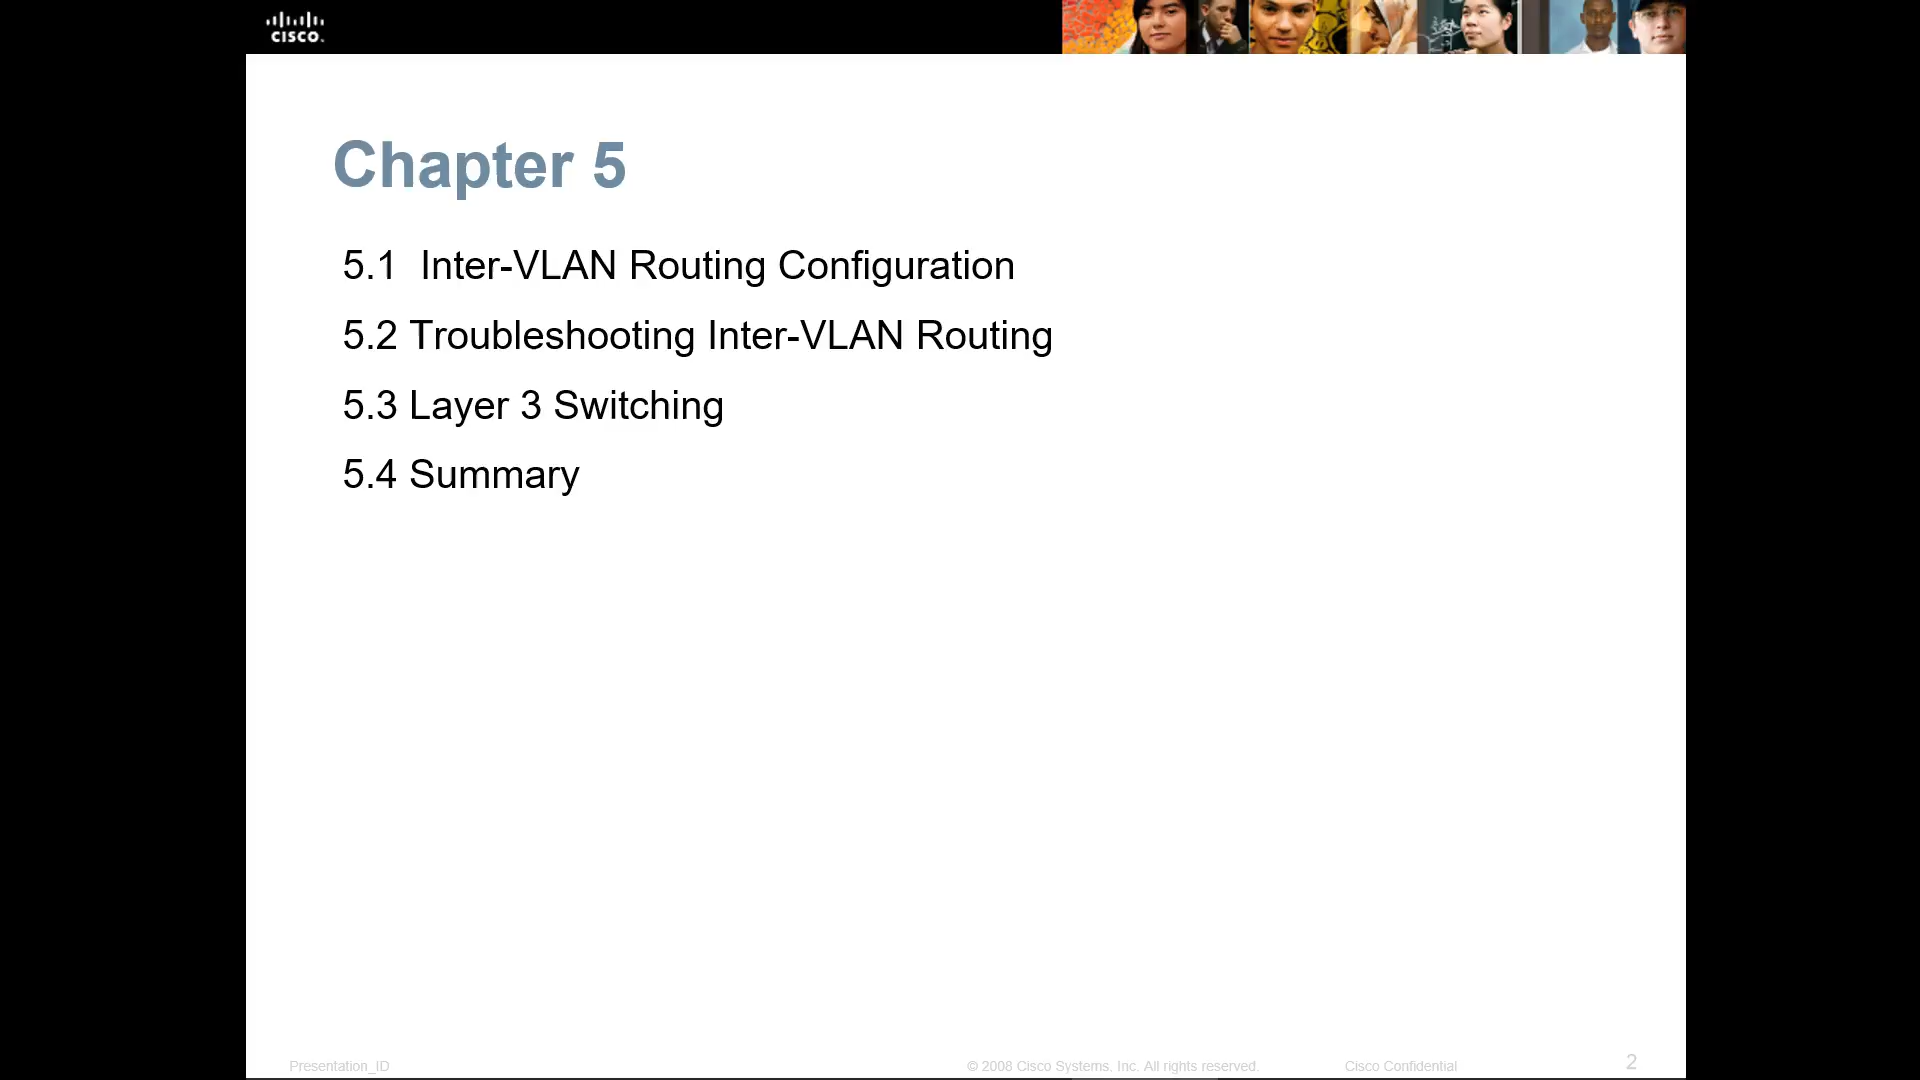 CISCO.
Chapter 5
5.1 Inter-VLAN Routing Configuration
5.2 Troubleshooting Inter-VLAN Routing
5.3 Layer 3 Switching
5.4 Summary
Presentation_ID © 2008 Cisco Systems, Inc. All rights reserved. Cisco Confidential 2